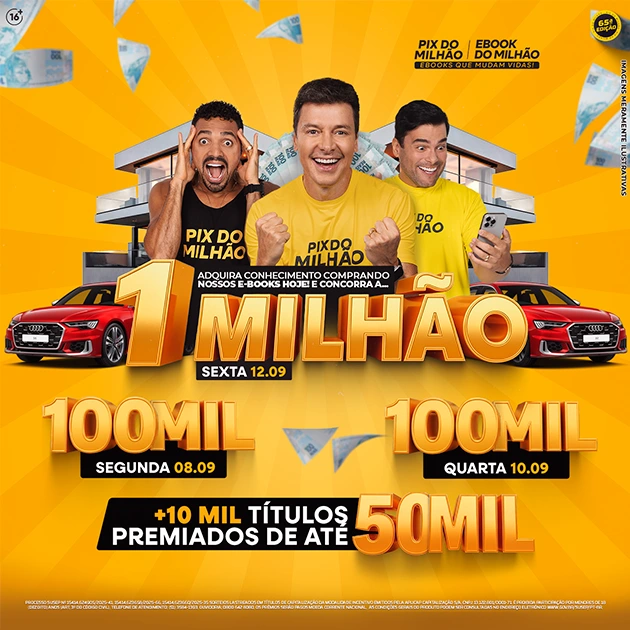 16+
65ª
EDIÇÃO
PIX DO
MILHÃO
EBOOK
DO MILHÃO
EBOOKS QUE MUDAM VIDAS!
IMAGENS MERAMENTE ILUSTRATIVAS
PIX DO
MILHÃO
PIX DO
MILHÃO
DO
HÃO
ADQUIRA CONHECIMENTO COMPRANDO
NOSSOS E-BOOKS HOJE! E CONCORRA A...
1 MILHÃO
SEXTA 12.09
100MIL
SEGUNDA 08.09
100MIL
QUARTA 10.09
+10 MIL TÍTULOS
PREMIADOS DE ATÉ
50MIL